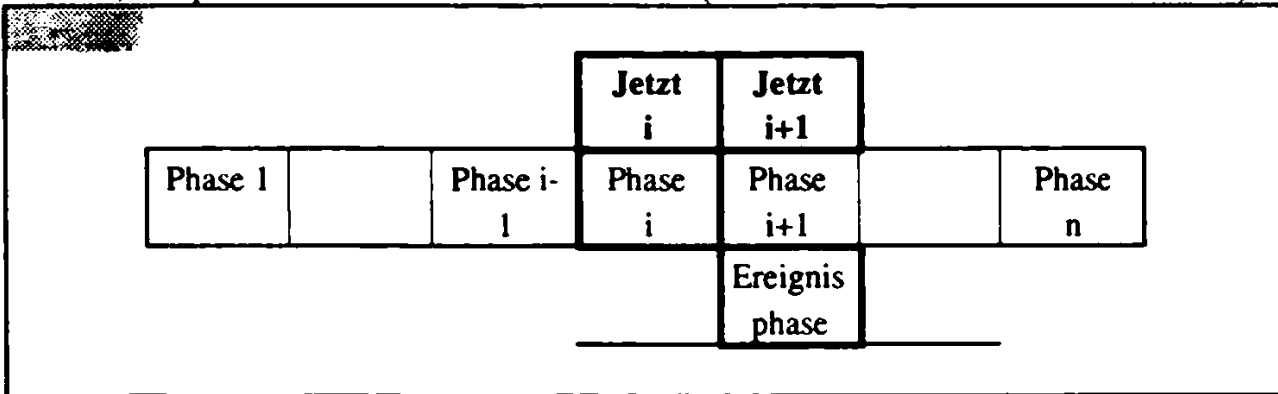 Jetzt Jetzt
i i+1
Phase 1 Phase i- Phase Phase Phase
1 i i+1 n
Ereignis
phase